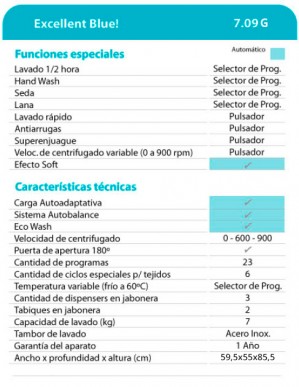 Excellent Blue! 7.09 G
Funciones especiales Automático
Lavado 1/2 hora Selector de Prog.
Hand Wash Selector de Prog.
Seda Selector de Prog.
Lana Selector de Prog.
Lavado rápido Pulsador
Antiarrugas Pulsador
Superenjuague Pulsador
Veloc. de centrifugado variable (0 a 900 rpm) Pulsador
Efecto Soft ✓
Características técnicas
Carga Autoadaptativa ✓
Sistema Autobalance ✓
Eco Wash ✓
Velocidad de centrifugado 0 - 600 - 900
Puerta de apertura 180º ✓
Cantidad de programas 23
Cantidad de ciclos especiales p/ tejidos 6
Temperatura variable (frío a 60ºC) Selector de Prog.
Cantidad de dispensers en jabonera 3
Tabiques en jabonera 2
Capacidad de lavado (kg) 7
Tambor de lavado Acero Inox.
Garantía del aparato 1 Año
Ancho x profundidad x altura (cm) 59,5x55x85,5